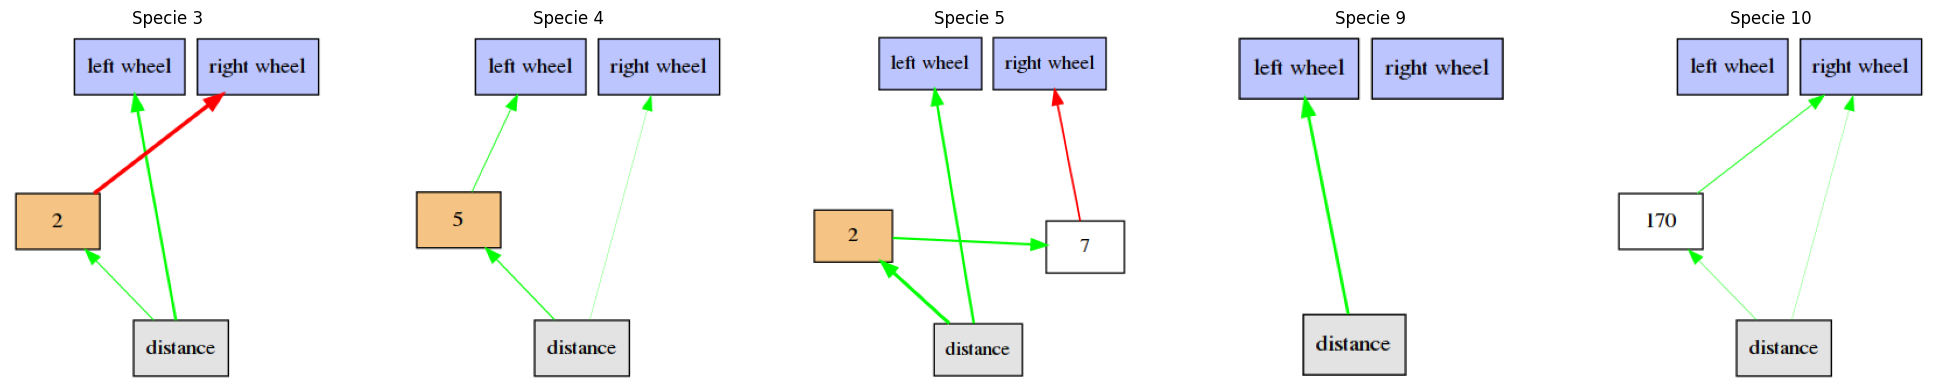 Specie 3
left wheel
right wheel
2
distance
Specie 4
left wheel
right wheel
5
distance
Specie 5
left wheel
right wheel
2
7
distance
Specie 9
left wheel
right wheel
distance
Specie 10
left wheel
right wheel
170
distance